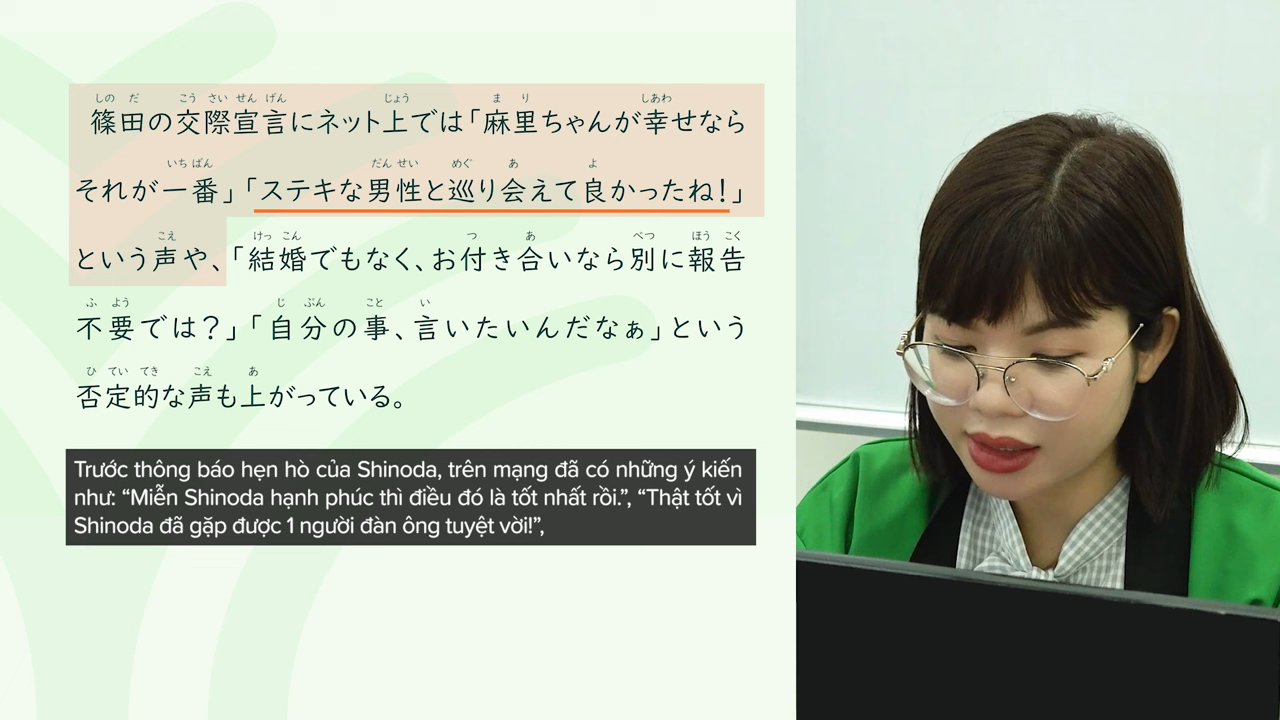 しの だ こう さい せん げん じょう ま り しあわ
篠田の交際宣言にネット上では「麻里ちゃんが幸せなら
いち ばん だん せい めぐ あ よ
それが一番」「ステキな男性と巡り会えて良かったね!」
こえ けっ こん つ あ べつ ほう こく
という声や、「結婚でもなく、お付き合いなら別に報告
ふ よう じ ぶん こと い
不要では?」「自分の事、言いたいんだなぁ」という
ひ てい てき こえ あ
否定的な声も上がっている。
Trước thông báo hẹn hò của Shinoda, trên mạng đã có những ý kiến
như: “Miễn Shinoda hạnh phúc thì điều đó là tốt nhất rồi.”, “Thật tốt vì
Shinoda đã gặp được 1 người đàn ông tuyệt vời!”,